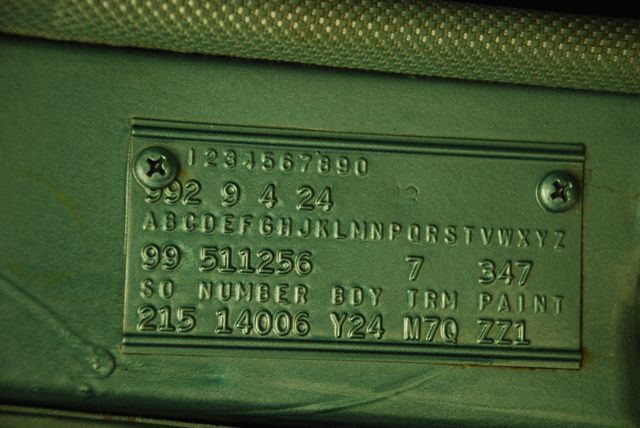 1234567890
992 9 4 24
ABCDEFGHJKLMNPQRSTVWXYZ
99 511256 7 347
SO NUMBER BDY TRM PAINT
215 14006 Y24 M7Q ZZ1